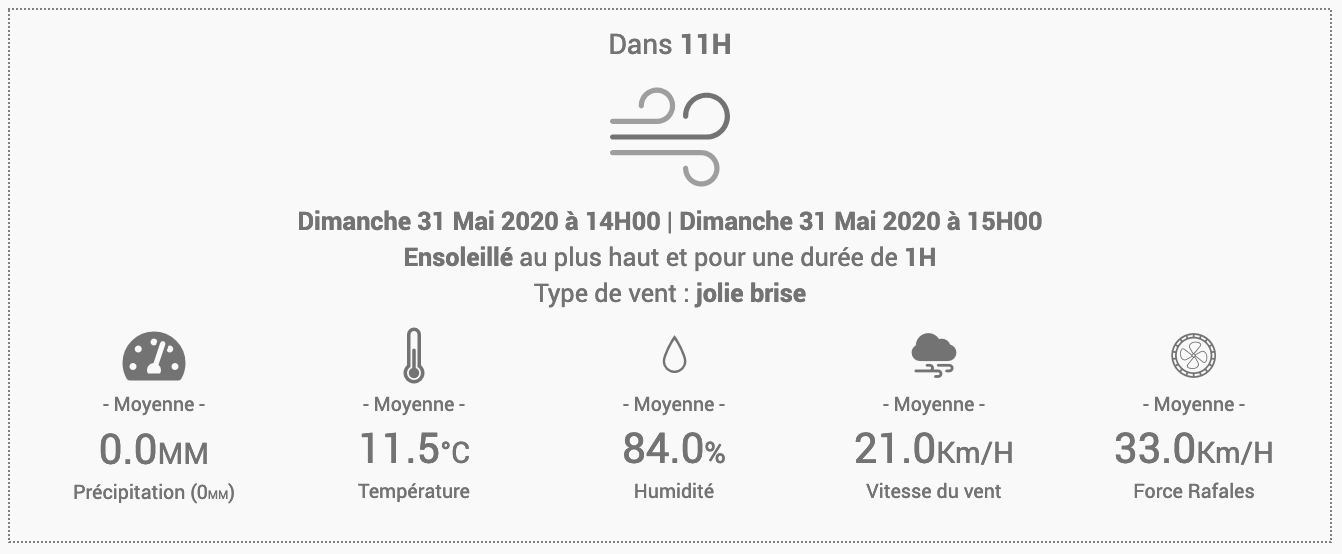 Dans 11H
Dimanche 31 Mai 2020 à 14H00 | Dimanche 31 Mai 2020 à 15H00
Ensoleillé au plus haut et pour une durée de 1H
Type de vent : jolie brise
- Moyenne - - Moyenne - - Moyenne - - Moyenne - - Moyenne -
0.0MM 11.5°C 84.0% 21.0Km/H 33.0Km/H
Précipitation (0MM) Température Humidité Vitesse du vent Force Rafales